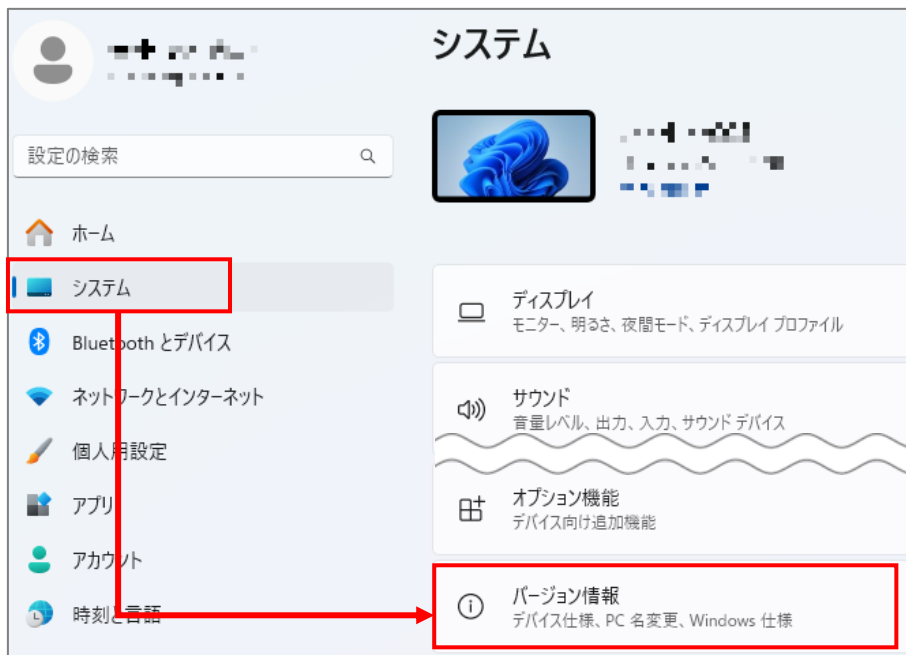 システム
設定の検索
ホーム
システム
Bluetooth とデバイス
ネットワークとインターネット
個人用設定
アプリ
アカウント
時刻と言語
ディスプレイ
モニター、明るさ、夜間モード、ディスプレイ プロファイル
サウンド
音量レベル、出力、入力、サウンド デバイス
オプション機能
デバイス向け追加機能
バージョン情報
デバイス仕様、PC 名変更、Windows 仕様